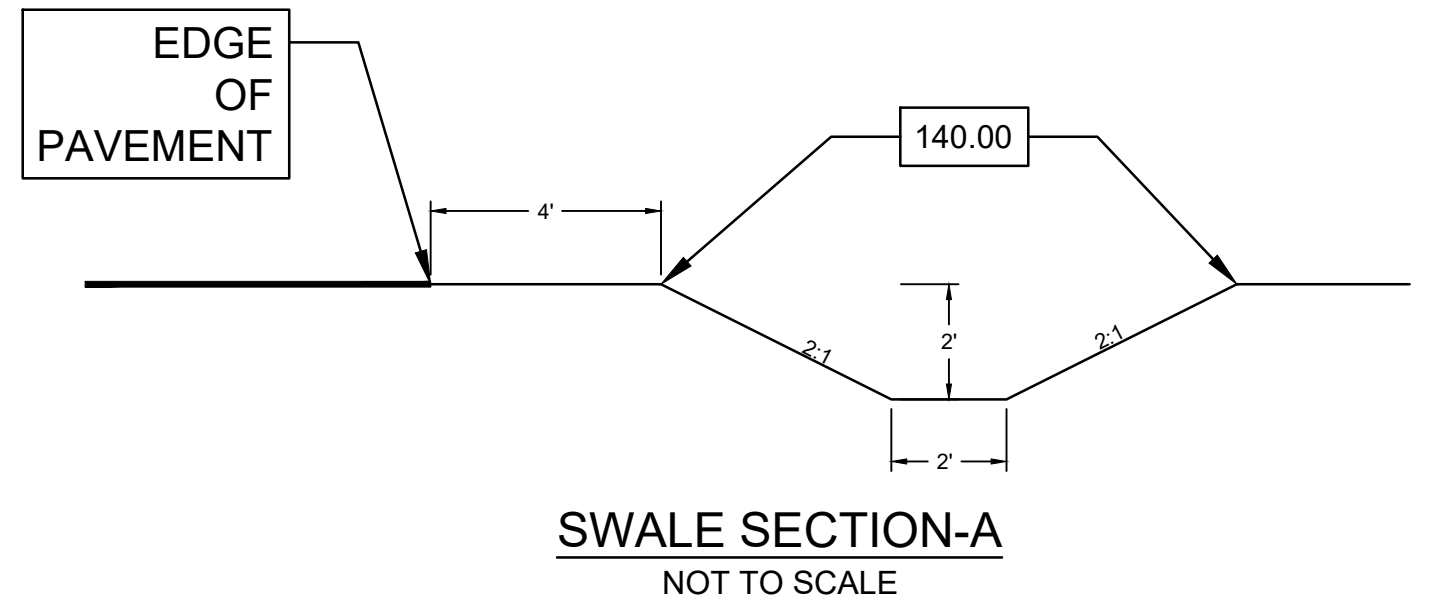 EDGE
OF
PAVEMENT
140.00
4'
2:1
2'
2:1
2'
SWALE SECTION-A
NOT TO SCALE